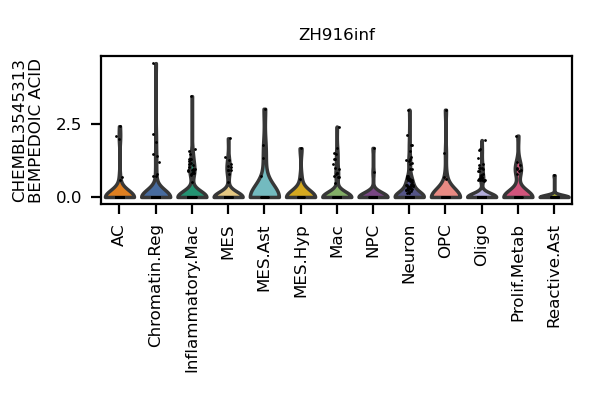 ZH916inf
CHEMBL3545313
BEMPEDOIC ACID
2.5
0.0
AC
Chromatin.Reg
Inflammatory.Mac
MES
MES.Ast
MES.Hyp
Mac
NPC
Neuron
OPC
Oligo
Prolif.Metab
Reactive.Ast